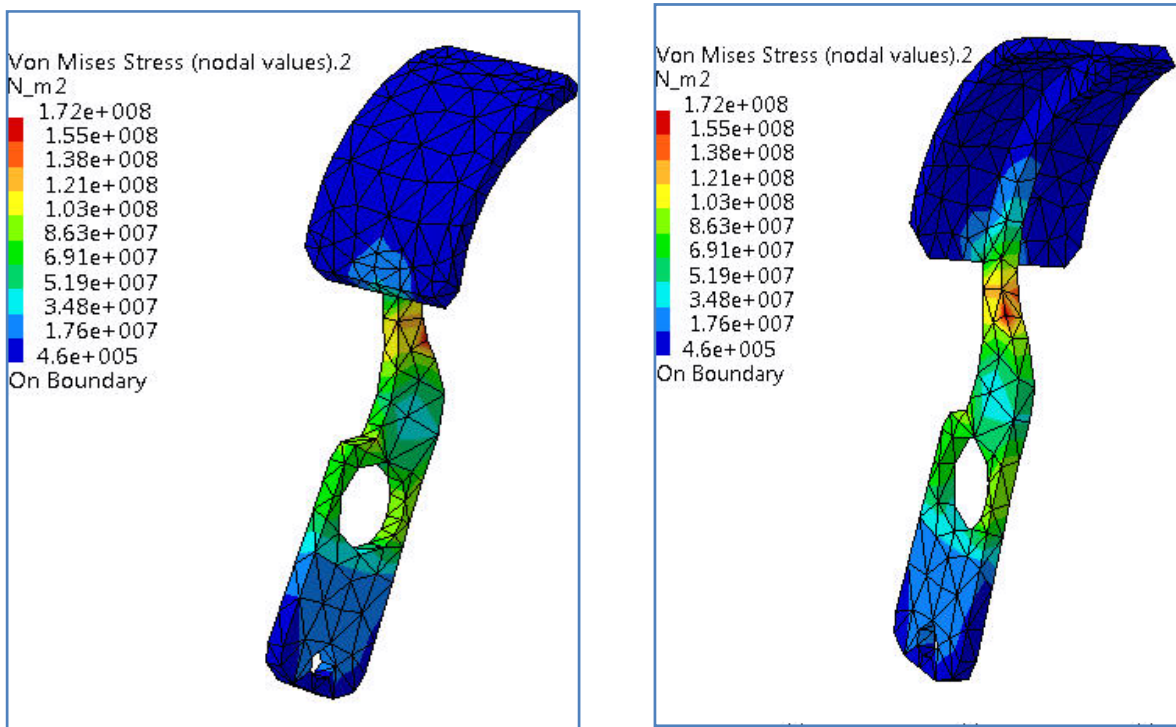 Von Mises Stress (nodal values).2
N_m2
1.72e+008
1.55e+008
1.38e+008
1.21e+008
1.03e+008
8.63e+007
6.91e+007
5.19e+007
3.48e+007
1.76e+007
4.6e+005
On Boundary
Von Mises Stress (nodal values).2
N_m2
1.72e+008
1.55e+008
1.38e+008
1.21e+008
1.03e+008
8.63e+007
6.91e+007
5.19e+007
3.48e+007
1.76e+007
4.6e+005
On Boundary